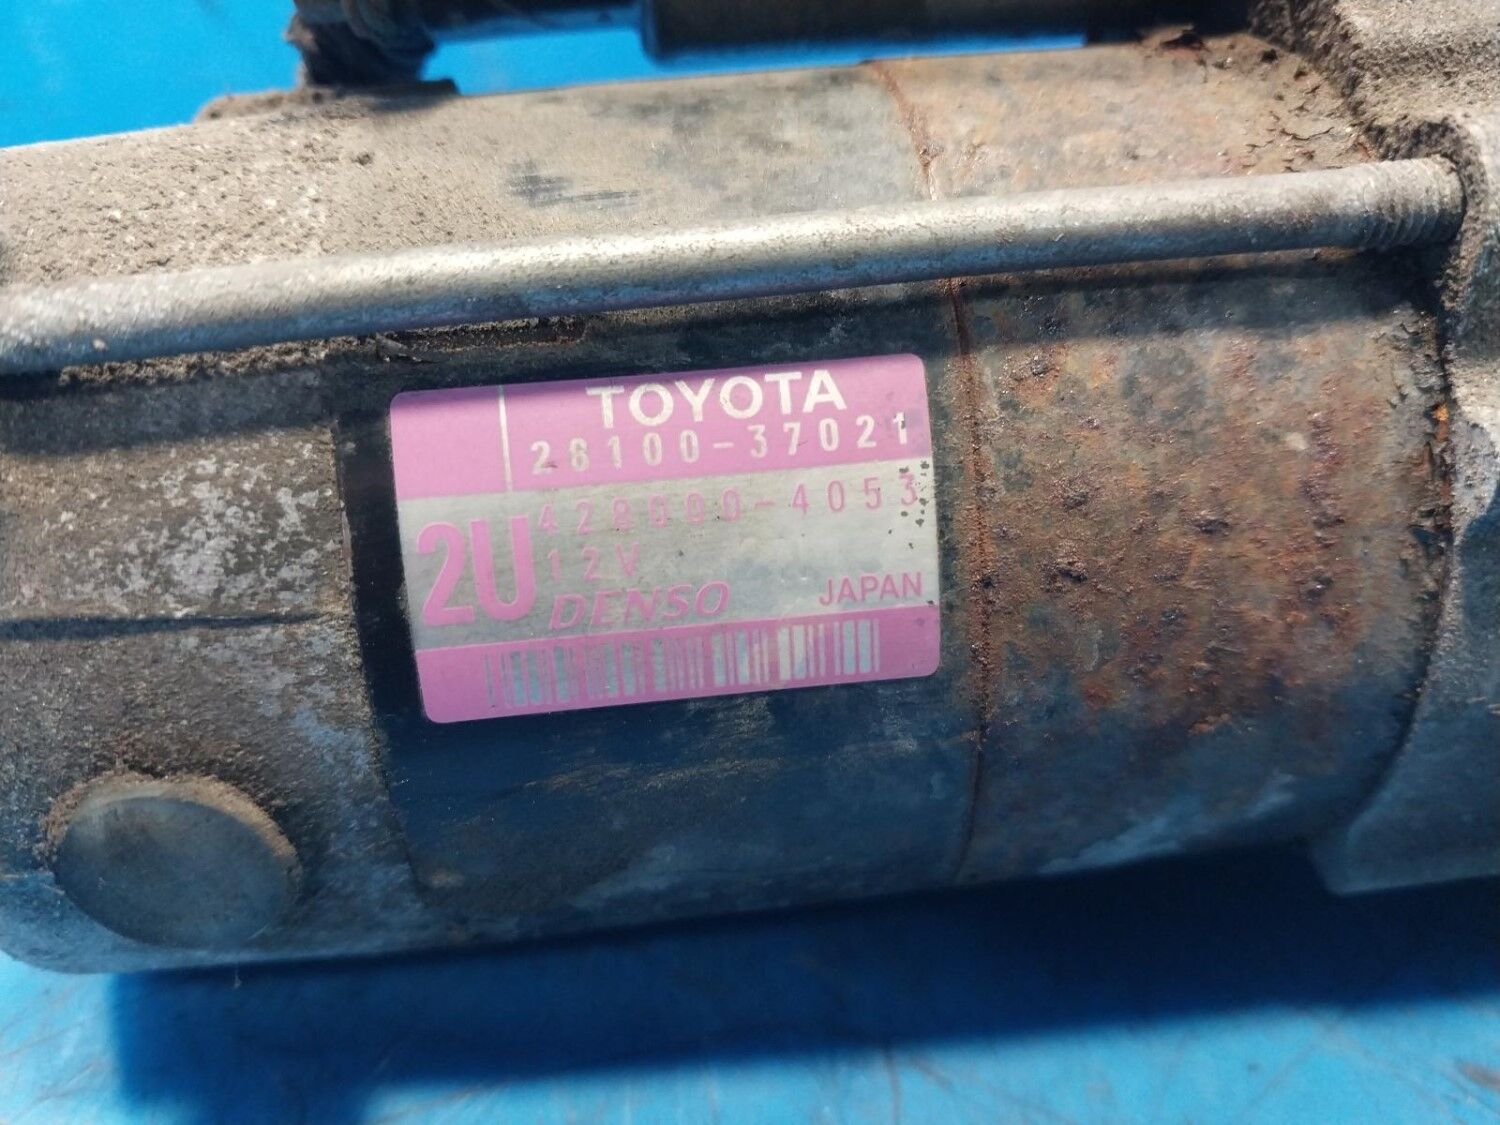 TOYOTA
28100-37021
428000-4053
2U
12V
DENSO JAPAN